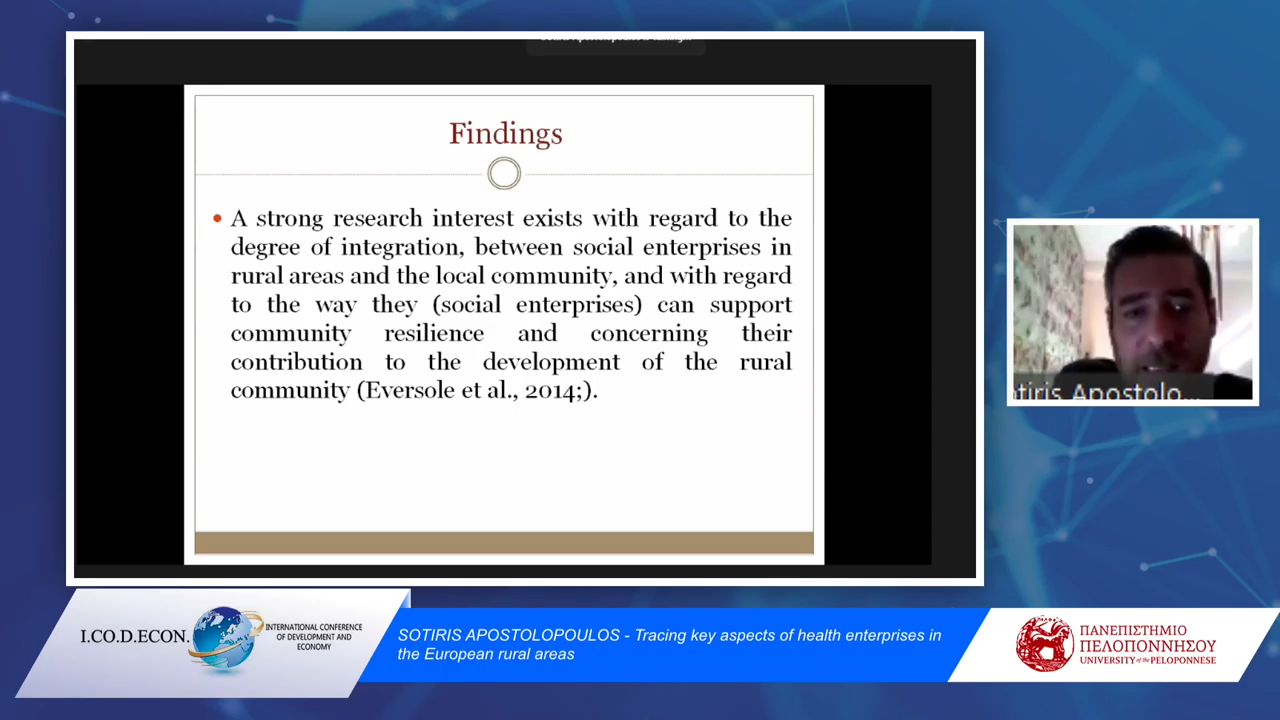 Findings
A strong research interest exists with regard to the
degree of integration, between social enterprises in
rural areas and the local community, and with regard
to the way they (social enterprises) can support
community resilience and concerning their
contribution to the development of the rural
community (Eversole et al., 2014;).
tiris Apostolo...
I.CO.D.ECON.
INTERNATIONAL CONFERENCE
OF DEVELOPMENT AND
ECONOMY
SOTIRIS APOSTOLOPOULOS - Tracing key aspects of health enterprises in
the European rural areas
ΠΑΝΕΠΙΣΤΗΜΙΟ
ΠΕΛΟΠΟΝΝΗΣΟΥ
UNIVERSITY of the PELOPONNESE